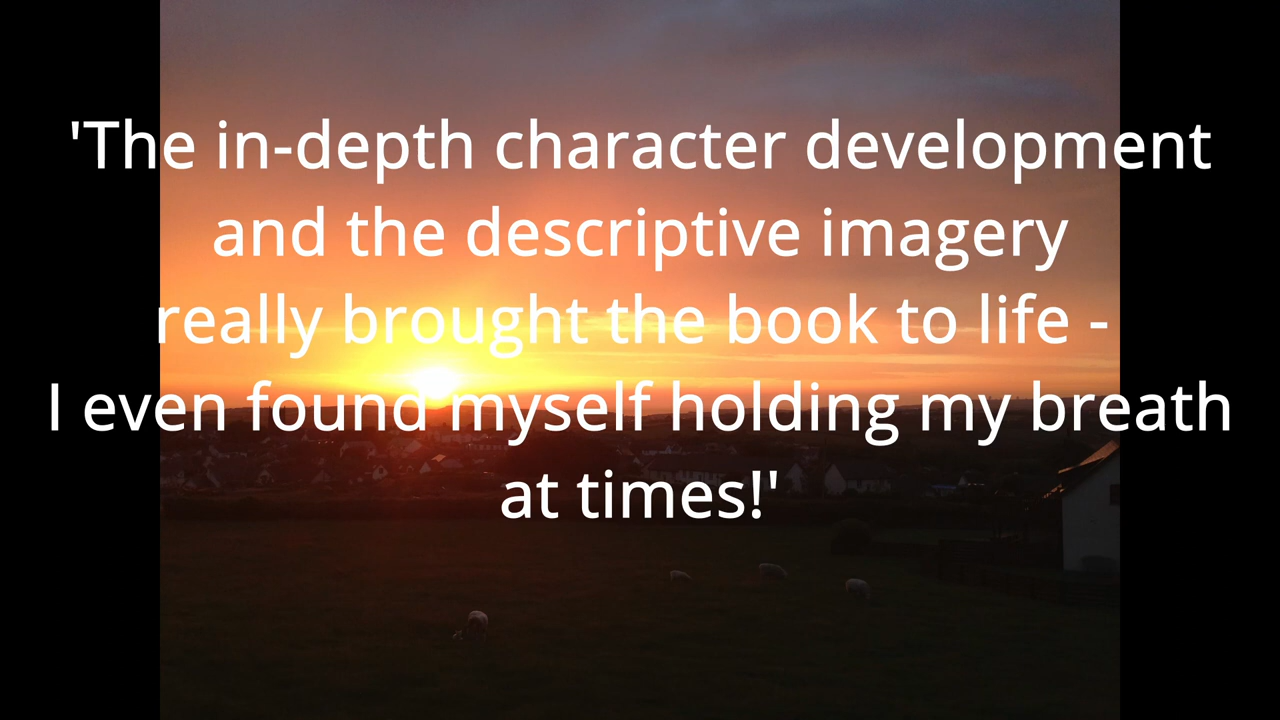 'The in-depth character development
and the descriptive imagery
really brought the book to life -
I even found myself holding my breath
at times!'